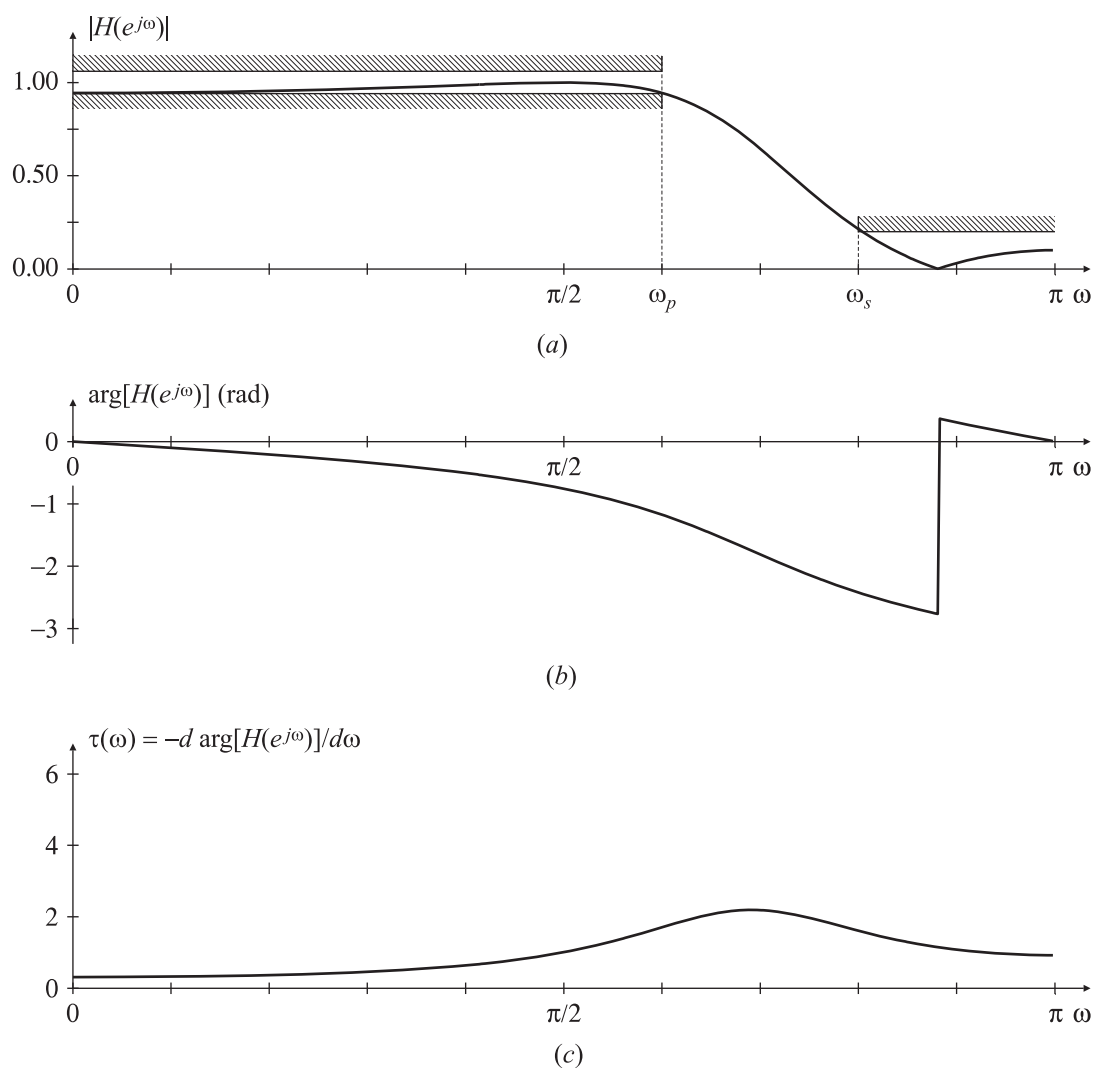 |H(e^{jω})|
1.00
0.50
0.00
0 π/2 ω_p ω_s π ω
(a)
arg[H(e^{jω})] (rad)
0
0 π/2 π ω
−1
−2
−3
(b)
τ(ω) = −d arg[H(e^{jω})]/dω
6
4
2
0
0 π/2 π ω
(c)